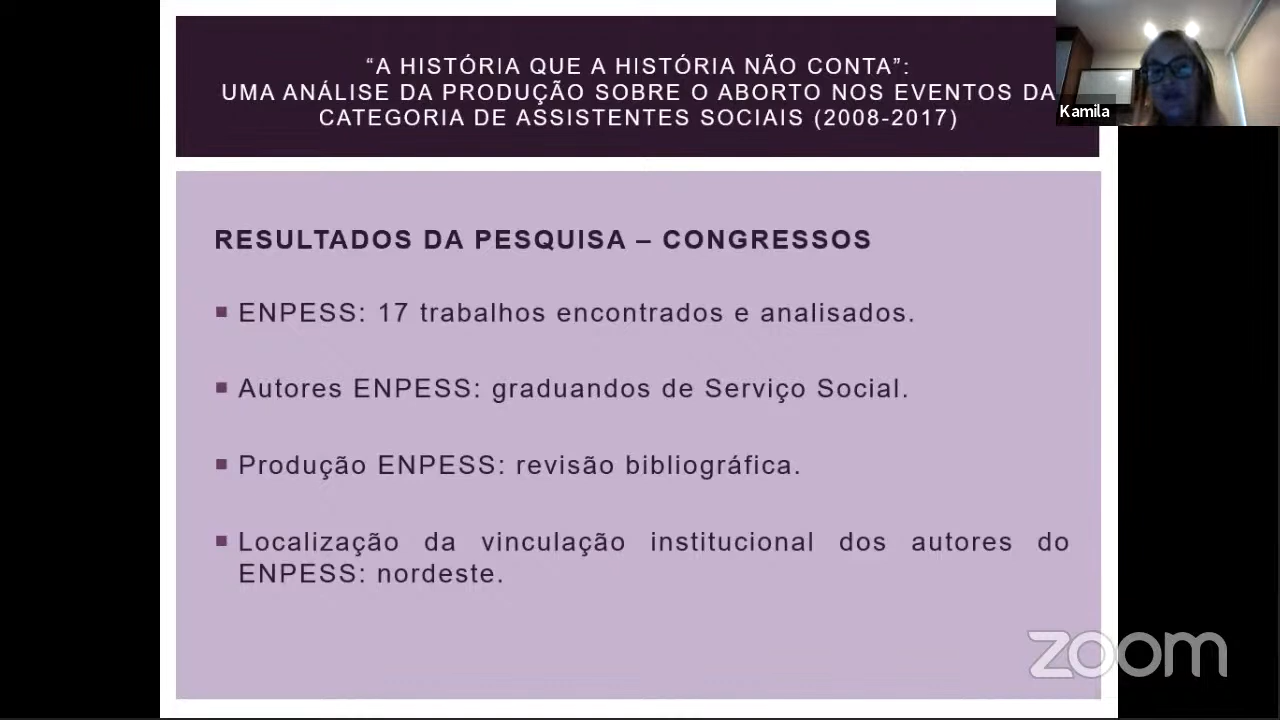 “A HISTÓRIA QUE A HISTÓRIA NÃO CONTA”:
UMA ANÁLISE DA PRODUÇÃO SOBRE O ABORTO NOS EVENTOS DA
CATEGORIA DE ASSISTENTES SOCIAIS (2008-2017)
Kamila
RESULTADOS DA PESQUISA – CONGRESSOS
▪ ENPESS: 17 trabalhos encontrados e analisados.
▪ Autores ENPESS: graduandos de Serviço Social.
▪ Produção ENPESS: revisão bibliográfica.
▪ Localização da vinculação institucional dos autores do
ENPESS: nordeste.
zoom